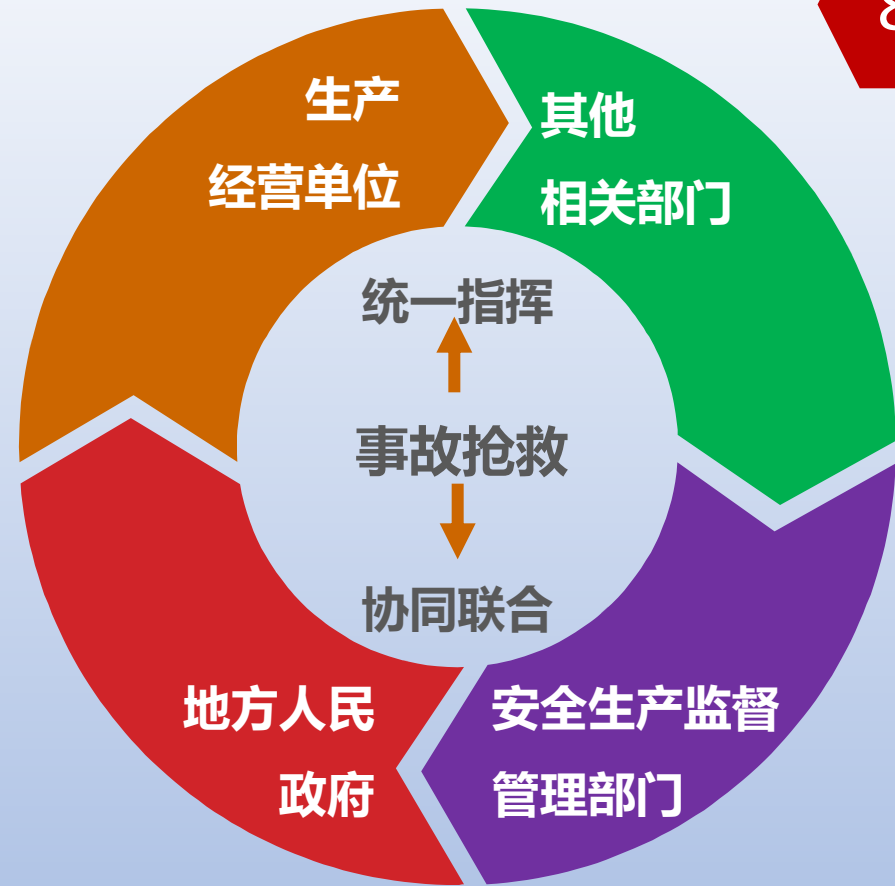 生产
经营单位
其他
相关部门
统一指挥
事故抢救
协同联合
地方人民
政府
安全生产监督
管理部门